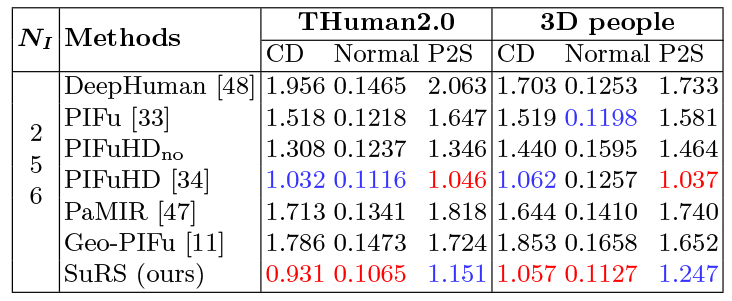 N_I Methods THuman2.0 3D people
CD Normal P2S CD Normal P2S
DeepHuman [48] 1.956 0.1465 2.063 1.703 0.1253 1.733
PIFu [33] 1.518 0.1218 1.647 1.519 0.1198 1.581
2
PIFuHD_no 1.308 0.1237 1.346 1.440 0.1595 1.464
5
PIFuHD [34] 1.032 0.1116 1.046 1.062 0.1257 1.037
6
PaMIR [47] 1.713 0.1341 1.818 1.644 0.1410 1.740
Geo-PIFu [11] 1.786 0.1473 1.724 1.853 0.1658 1.652
SuRS (ours) 0.931 0.1065 1.151 1.057 0.1127 1.247